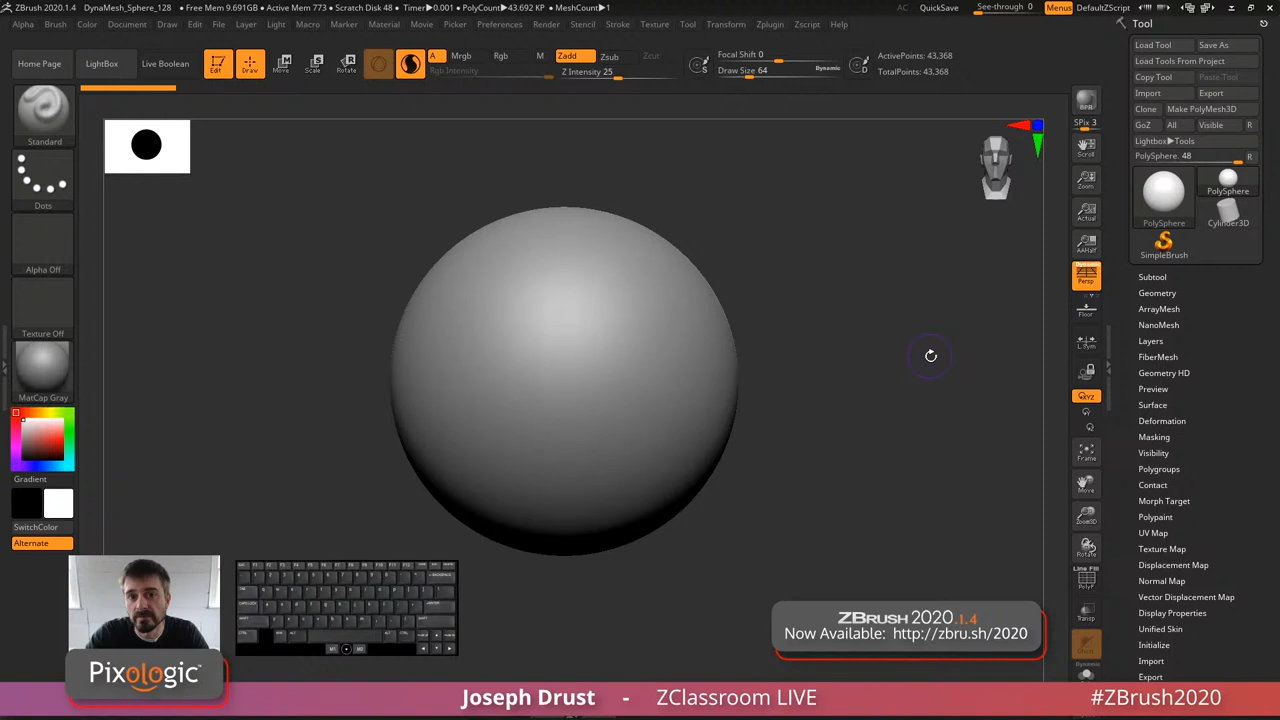 ZBrush 2020.1.4 DynaMesh_Sphere_128 • Free Mem 9.691GB • Active Mem 773 • Scratch Disk 48 • Timer▶0.001 • PolyCount▶43.692 KP • MeshCount▶1
AC QuickSave See-through 0 Menus DefaultZScript
Alpha Brush Color Document Draw Edit File Layer Light Macro Marker Material Movie Picker Preferences Render Stencil Stroke Texture Tool Transform Zplugin Zscript Help
Tool
Load Tool Save As
Load Tools From Project
Copy Tool Paste Tool
Import Export
Clone Make PolyMesh3D
GoZ All Visible R
Lightbox▶Tools
PolySphere. 48 R
PolySphere
PolySphere
Cylinder3D
SimpleBrush
Subtool
Geometry
ArrayMesh
NanoMesh
Layers
FiberMesh
Geometry HD
Preview
Surface
Deformation
Masking
Visibility
Polygroups
Contact
Morph Target
Polypaint
UV Map
Texture Map
Displacement Map
Normal Map
Vector Displacement Map
Display Properties
Unified Skin
Initialize
Import
Export
Home Page LightBox Live Boolean
Edit Draw Move Scale Rotate
A Mrgb Rgb M
Rgb Intensity
Zadd Zsub Zcut
Z Intensity 25
Focal Shift 0
Draw Size 64 Dynamic
S D
ActivePoints: 43,368
TotalPoints: 43,368
Standard
Dots
Alpha Off
Texture Off
MatCap Gray
Gradient
SwitchColor
Alternate
BPR
SPix 3
Scroll
Zoom
Actual
AAHalf
Dynamic
Persp
Floor
L.Sym
XYZ
Frame
Move
Zoom3D
Rotate
Line Fill
PolyF
Transp
Dynamic
Pixologic™
ZBRUSH 2020.1.4
Now Available: http://zbru.sh/2020
Joseph Drust - ZClassroom LIVE #ZBrush2020